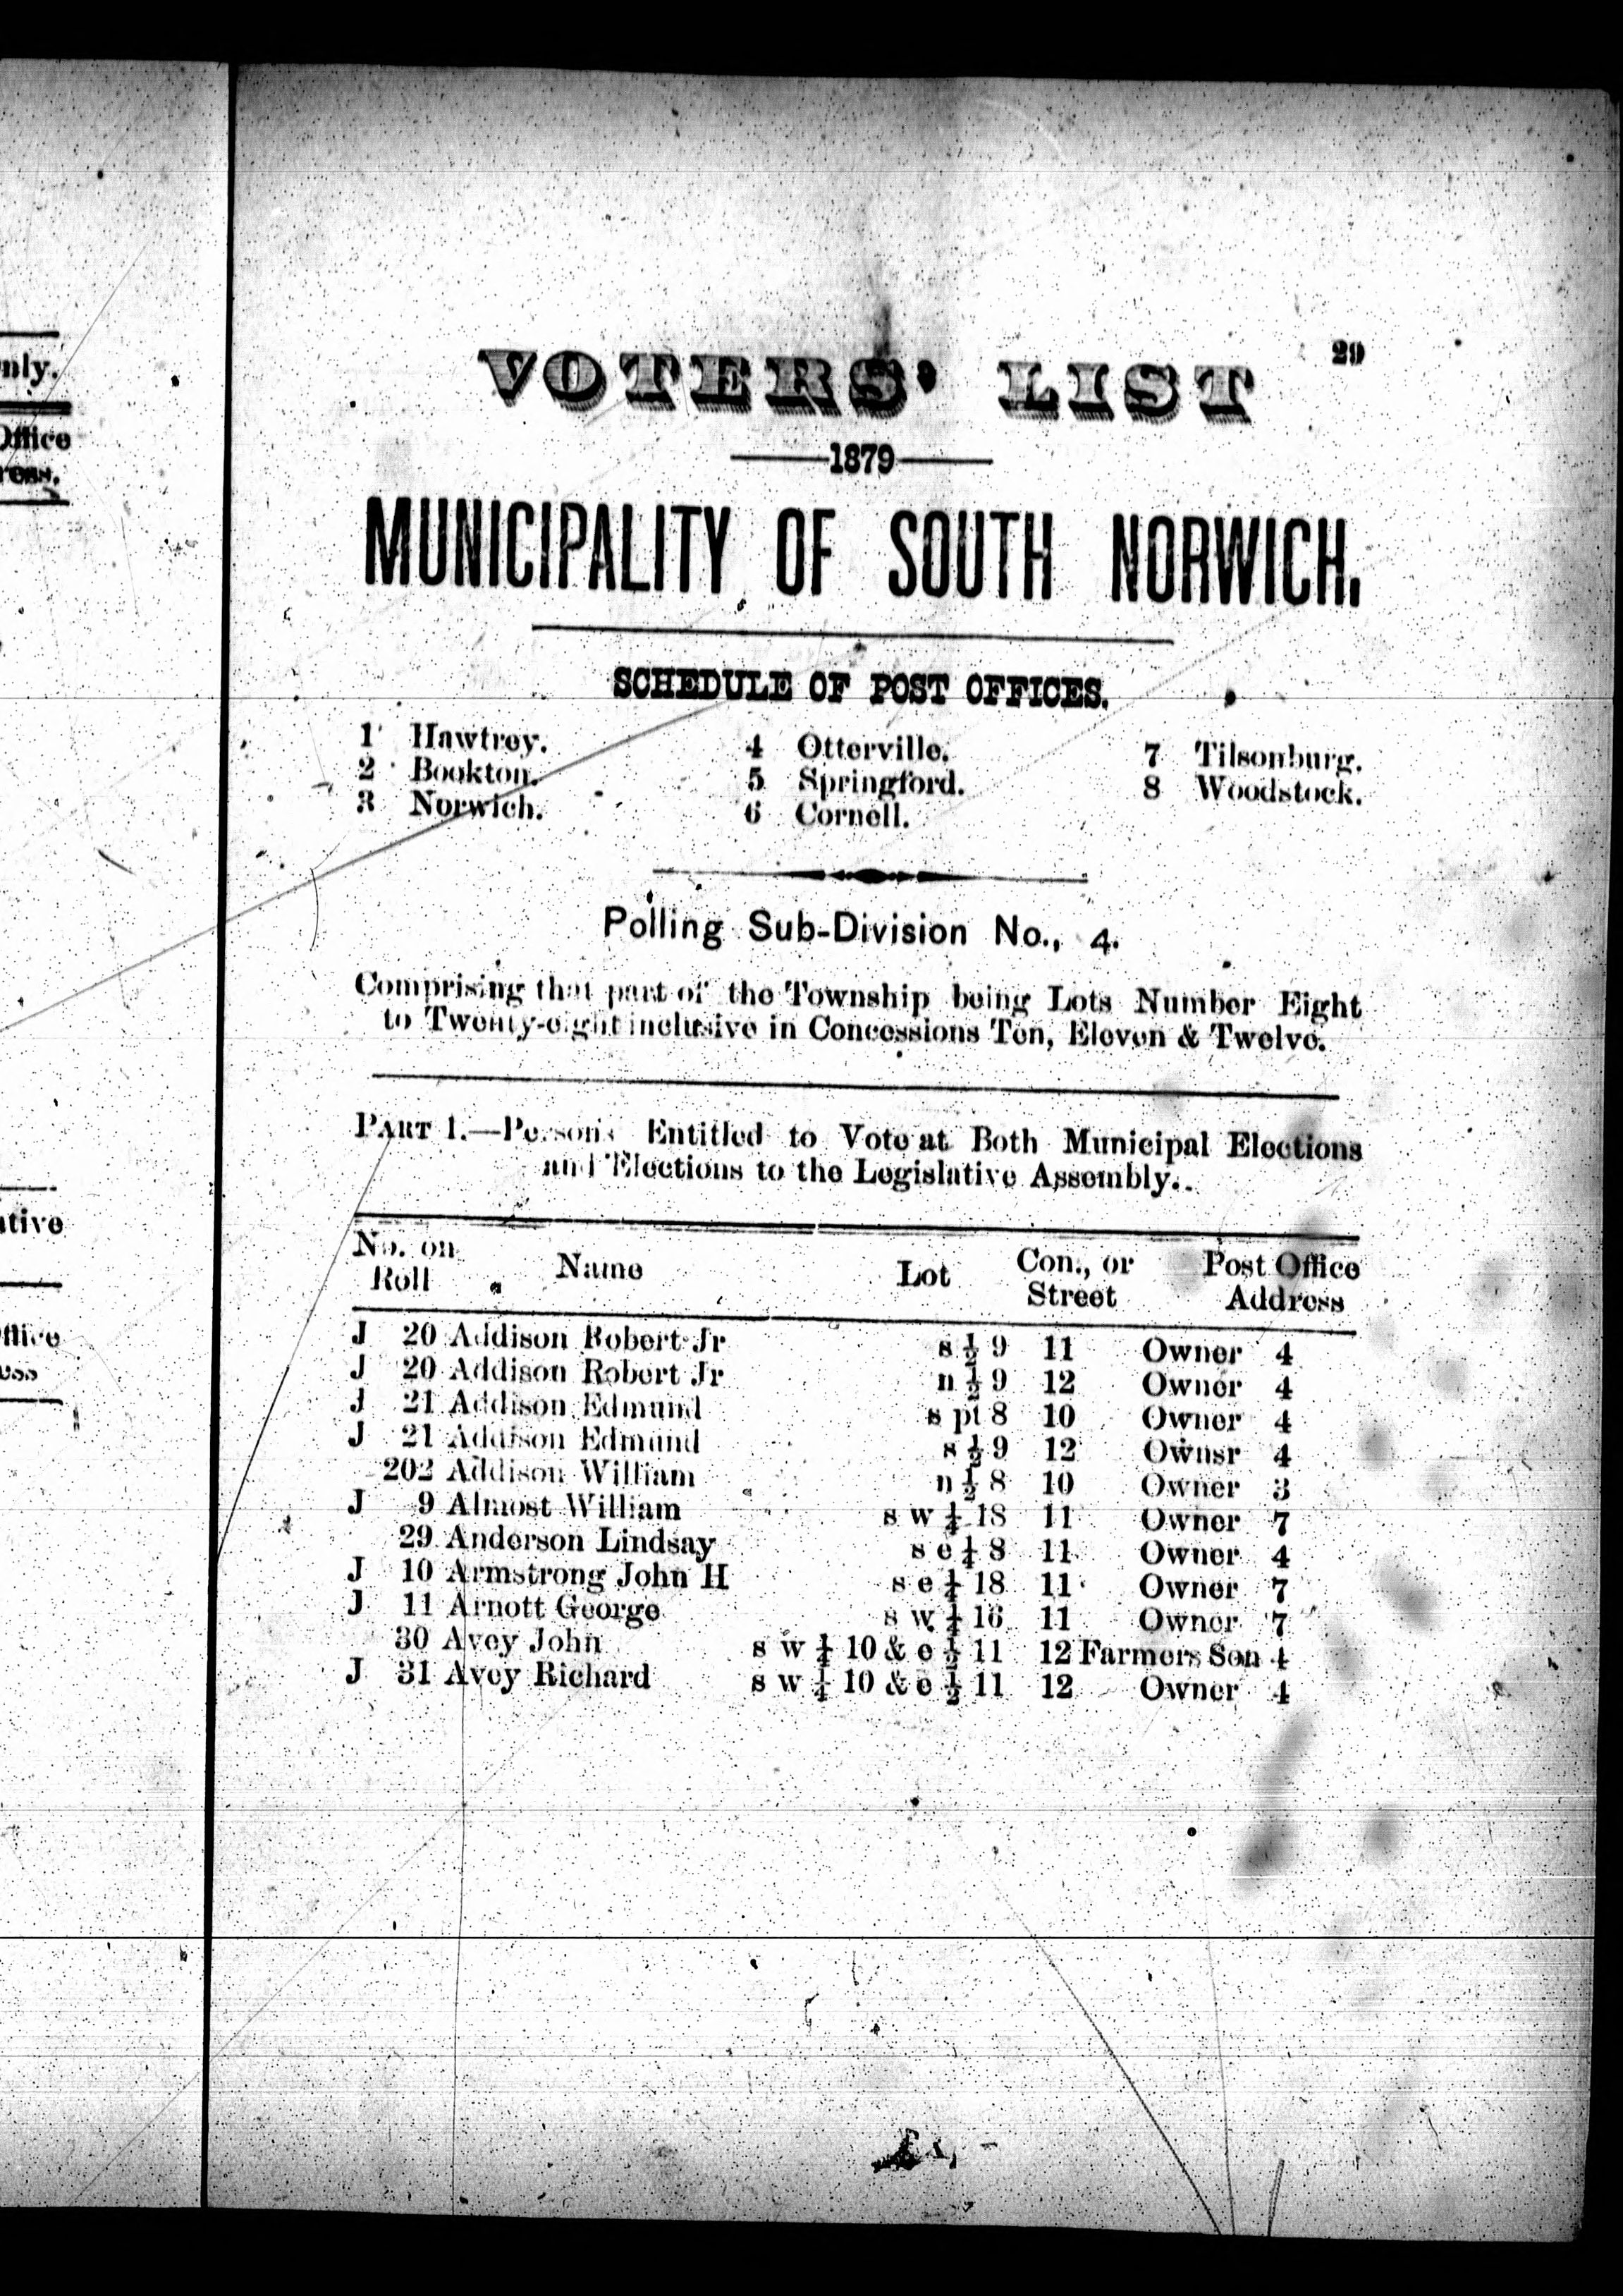 nly.
Office
ress.
ative
ffice
ess
29
VOTERS' LIST
1879
MUNICIPALITY OF SOUTH NORWICH.
SCHEDULE OF POST OFFICES.
1 Hawtrey. 4 Otterville. 7 Tilsonburg.
2 Bookton. 5 Springford. 8 Woodstock.
3 Norwich. 6 Cornell.
Polling Sub-Division No., 4.
Comprising that part of the Township being Lots Number Eight
to Twenty-eight inclusive in Concessions Ten, Eleven & Twelve.
PART 1.—Persons Entitled to Vote at Both Municipal Elections
and Elections to the Legislative Assembly.
No. on Roll Name Lot Con., or Street Post Office Address
J 20 Addison Robert Jr s ½ 9 11 Owner 4
J 20 Addison Robert Jr n ½ 9 12 Owner 4
J 21 Addison Edmund s pt 8 10 Owner 4
J 21 Addison Edmund s ½ 9 12 Ownsr 4
202 Addison William n ½ 8 10 Owner 3
J 9 Almost William s w ¼ 18 11 Owner 7
29 Anderson Lindsay s e ¼ 8 11 Owner 4
J 10 Armstrong John H s e ¼ 18 11 Owner 7
J 11 Arnott George s w ¼ 16 11 Owner 7
30 Avey John s w ¼ 10 & e ½ 11 12 Farmers Son 4
J 31 Avey Richard s w ¼ 10 & e ½ 11 12 Owner 4